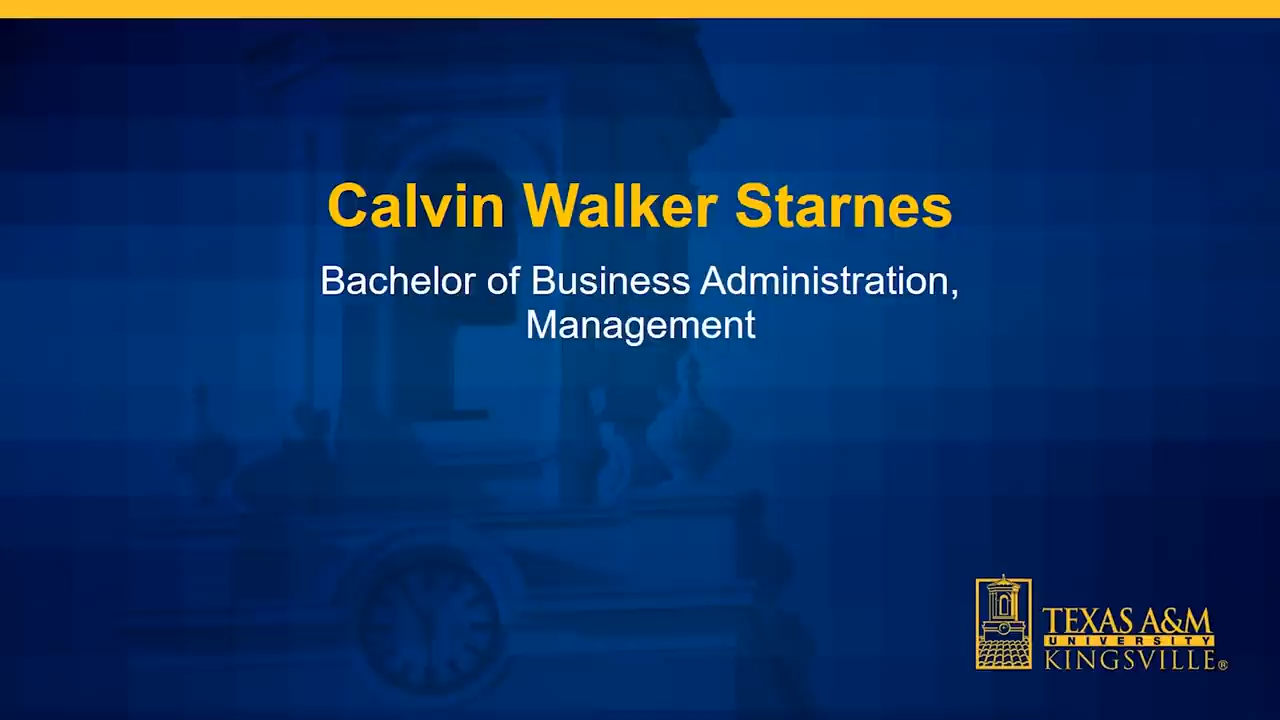 Calvin Walker Starnes
Bachelor of Business Administration,
Management
TEXAS A&M
UNIVERSITY
KINGSVILLE®